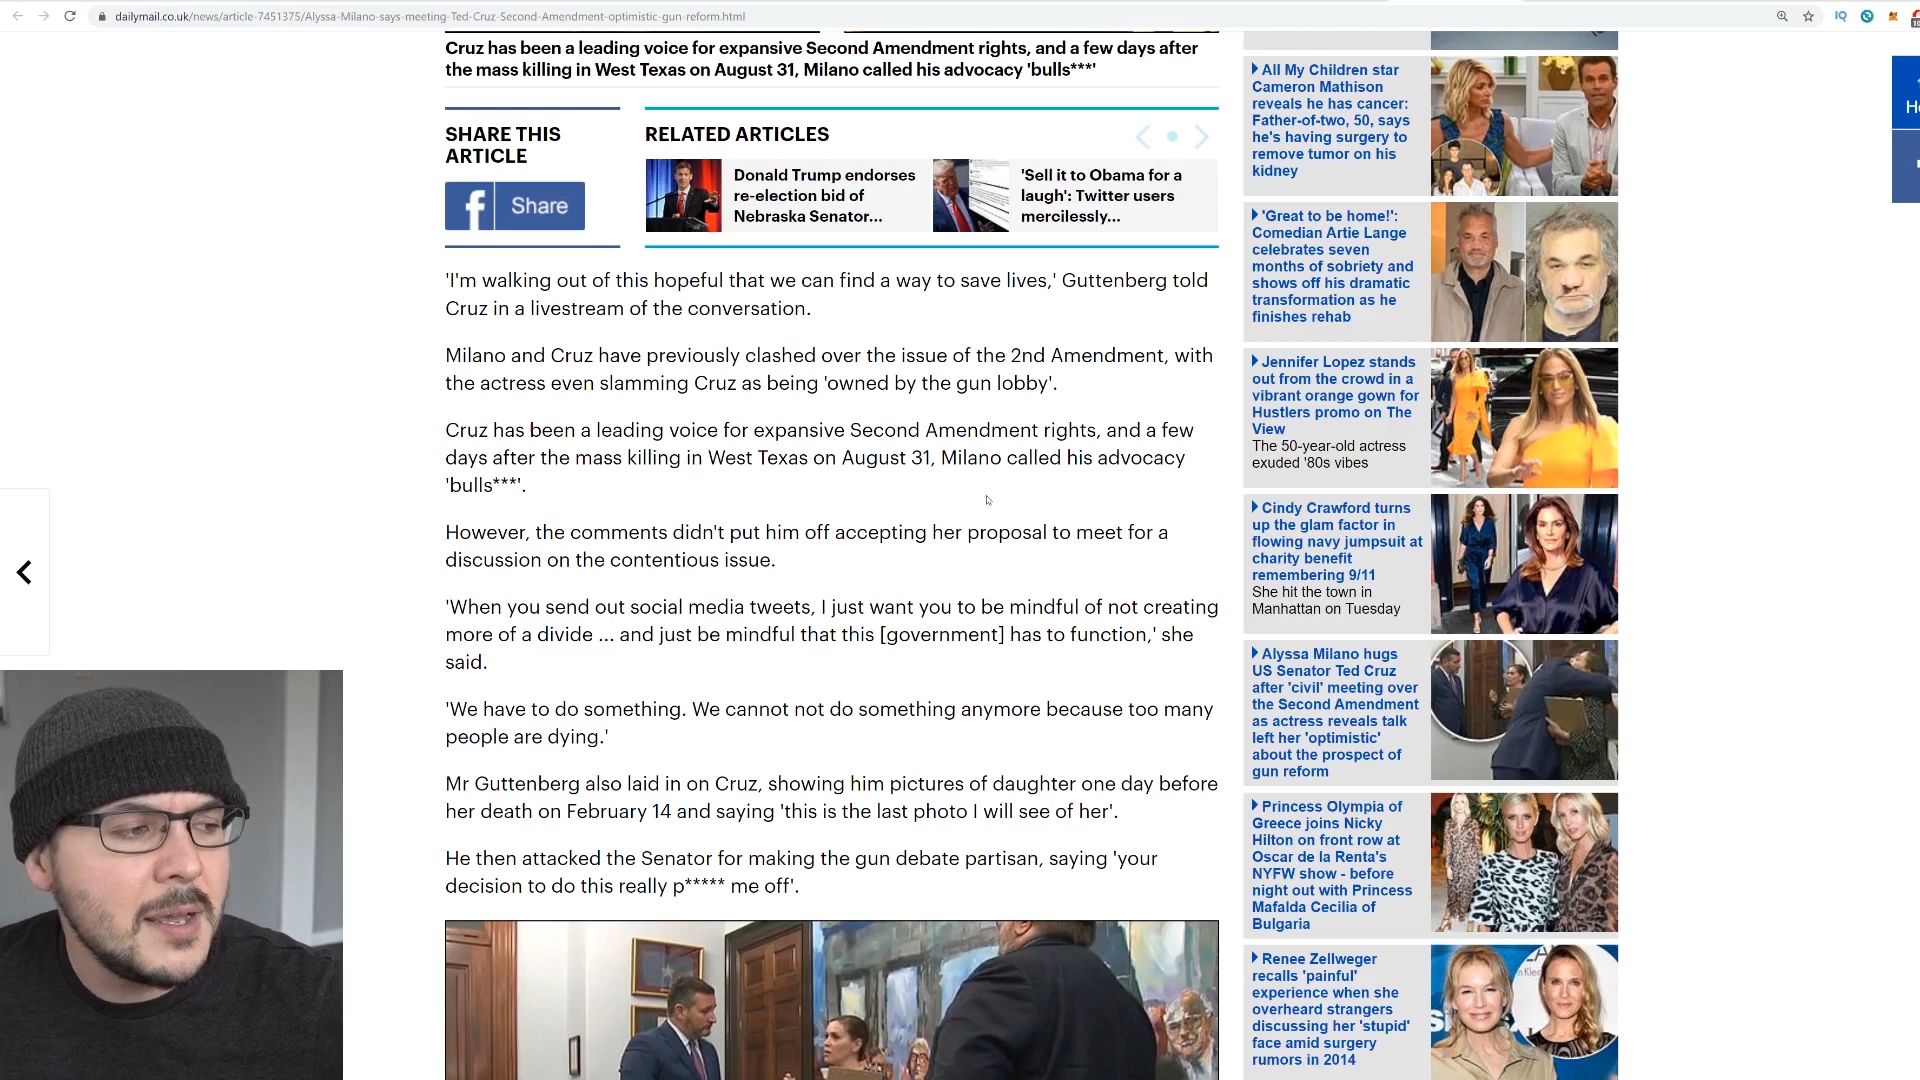 dailymail.co.uk/news/article-7451375/Alyssa-Milano-says-meeting-Ted-Cruz-Second-Amendment-optimistic-gun-reform.html
IQ
Cruz has been a leading voice for expansive Second Amendment rights, and a few days after
the mass killing in West Texas on August 31, Milano called his advocacy 'bulls***'
SHARE THIS
ARTICLE
f Share
RELATED ARTICLES
Donald Trump endorses
re-election bid of
Nebraska Senator...
'Sell it to Obama for a
laugh': Twitter users
mercilessly...
'I'm walking out of this hopeful that we can find a way to save lives,' Guttenberg told
Cruz in a livestream of the conversation.
Milano and Cruz have previously clashed over the issue of the 2nd Amendment, with
the actress even slamming Cruz as being 'owned by the gun lobby'.
Cruz has been a leading voice for expansive Second Amendment rights, and a few
days after the mass killing in West Texas on August 31, Milano called his advocacy
'bulls***'.
However, the comments didn't put him off accepting her proposal to meet for a
discussion on the contentious issue.
'When you send out social media tweets, I just want you to be mindful of not creating
more of a divide ... and just be mindful that this [government] has to function,' she
said.
'We have to do something. We cannot not do something anymore because too many
people are dying.'
Mr Guttenberg also laid in on Cruz, showing him pictures of daughter one day before
her death on February 14 and saying 'this is the last photo I will see of her'.
He then attacked the Senator for making the gun debate partisan, saying 'your
decision to do this really p***** me off'.
All My Children star
Cameron Mathison
reveals he has cancer:
Father-of-two, 50, says
he's having surgery to
remove tumor on his
kidney
'Great to be home!':
Comedian Artie Lange
celebrates seven
months of sobriety and
shows off his dramatic
transformation as he
finishes rehab
Jennifer Lopez stands
out from the crowd in a
vibrant orange gown for
Hustlers promo on The
View
The 50-year-old actress
exuded '80s vibes
Cindy Crawford turns
up the glam factor in
flowing navy jumpsuit at
charity benefit
remembering 9/11
She hit the town in
Manhattan on Tuesday
Alyssa Milano hugs
US Senator Ted Cruz
after 'civil' meeting over
the Second Amendment
as actress reveals talk
left her 'optimistic'
about the prospect of
gun reform
Princess Olympia of
Greece joins Nicky
Hilton on front row at
Oscar de la Renta's
NYFW show - before
night out with Princess
Mafalda Cecilia of
Bulgaria
Renee Zellweger
recalls 'painful'
experience when she
overheard strangers
discussing her 'stupid'
face amid surgery
rumors in 2014